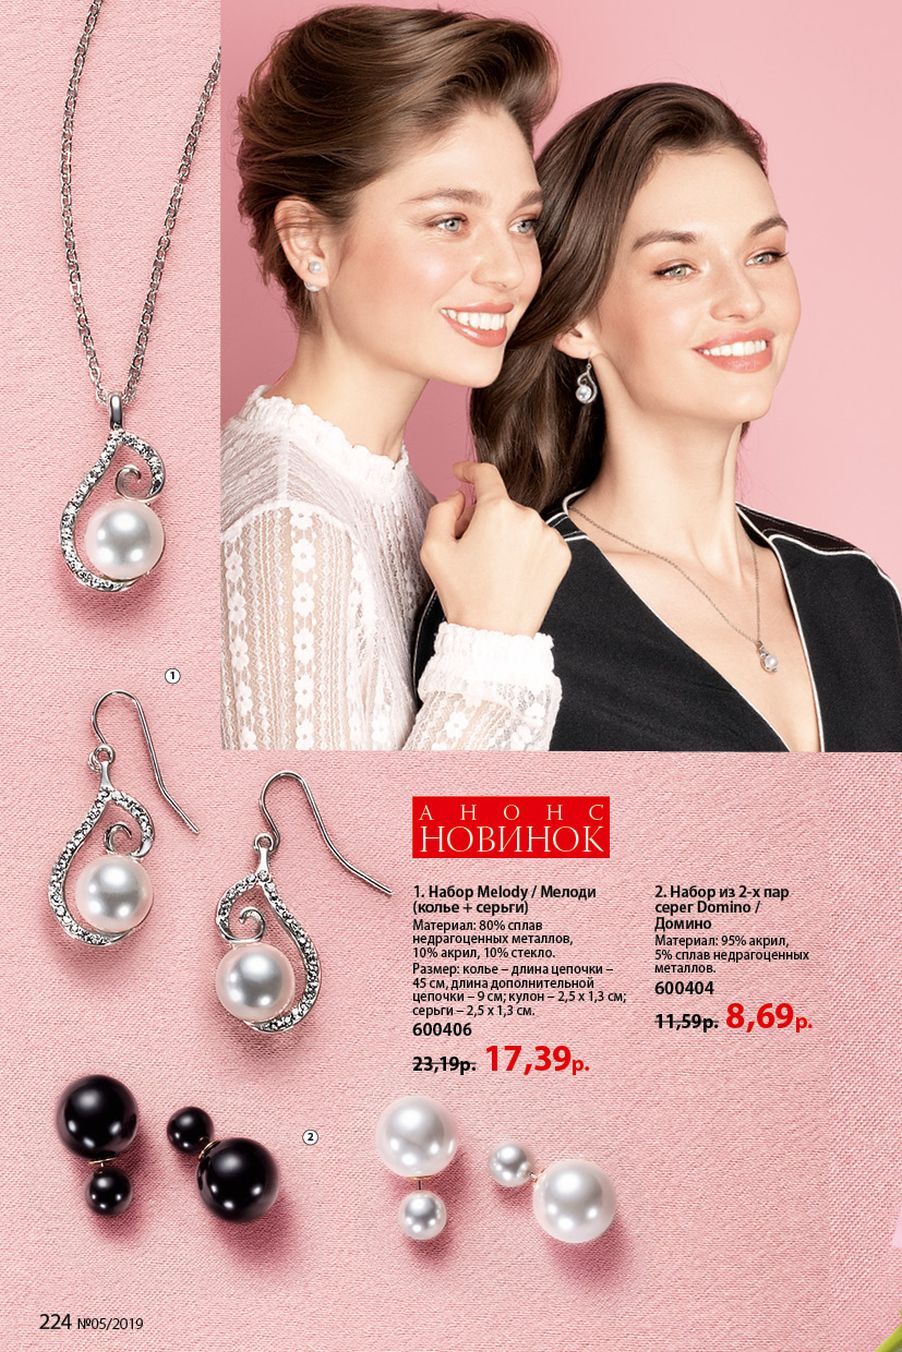 1
АНОНС
НОВИНОК
1. Набор Melody / Мелоди
(колье + серьги)
Материал: 80% сплав
недрагоценных металлов,
10% акрил, 10% стекло.
Размер: колье – длина цепочки –
45 см, длина дополнительной
цепочки – 9 см; кулон – 2,5 х 1,3 см;
серьги – 2,5 х 1,3 см.
600406
23,19р. 17,39р.
2. Набор из 2-х пар
серег Domino /
Домино
Материал: 95% акрил,
5% сплав недрагоценных
металлов.
600404
11,59р. 8,69р.
2
224 №05/2019